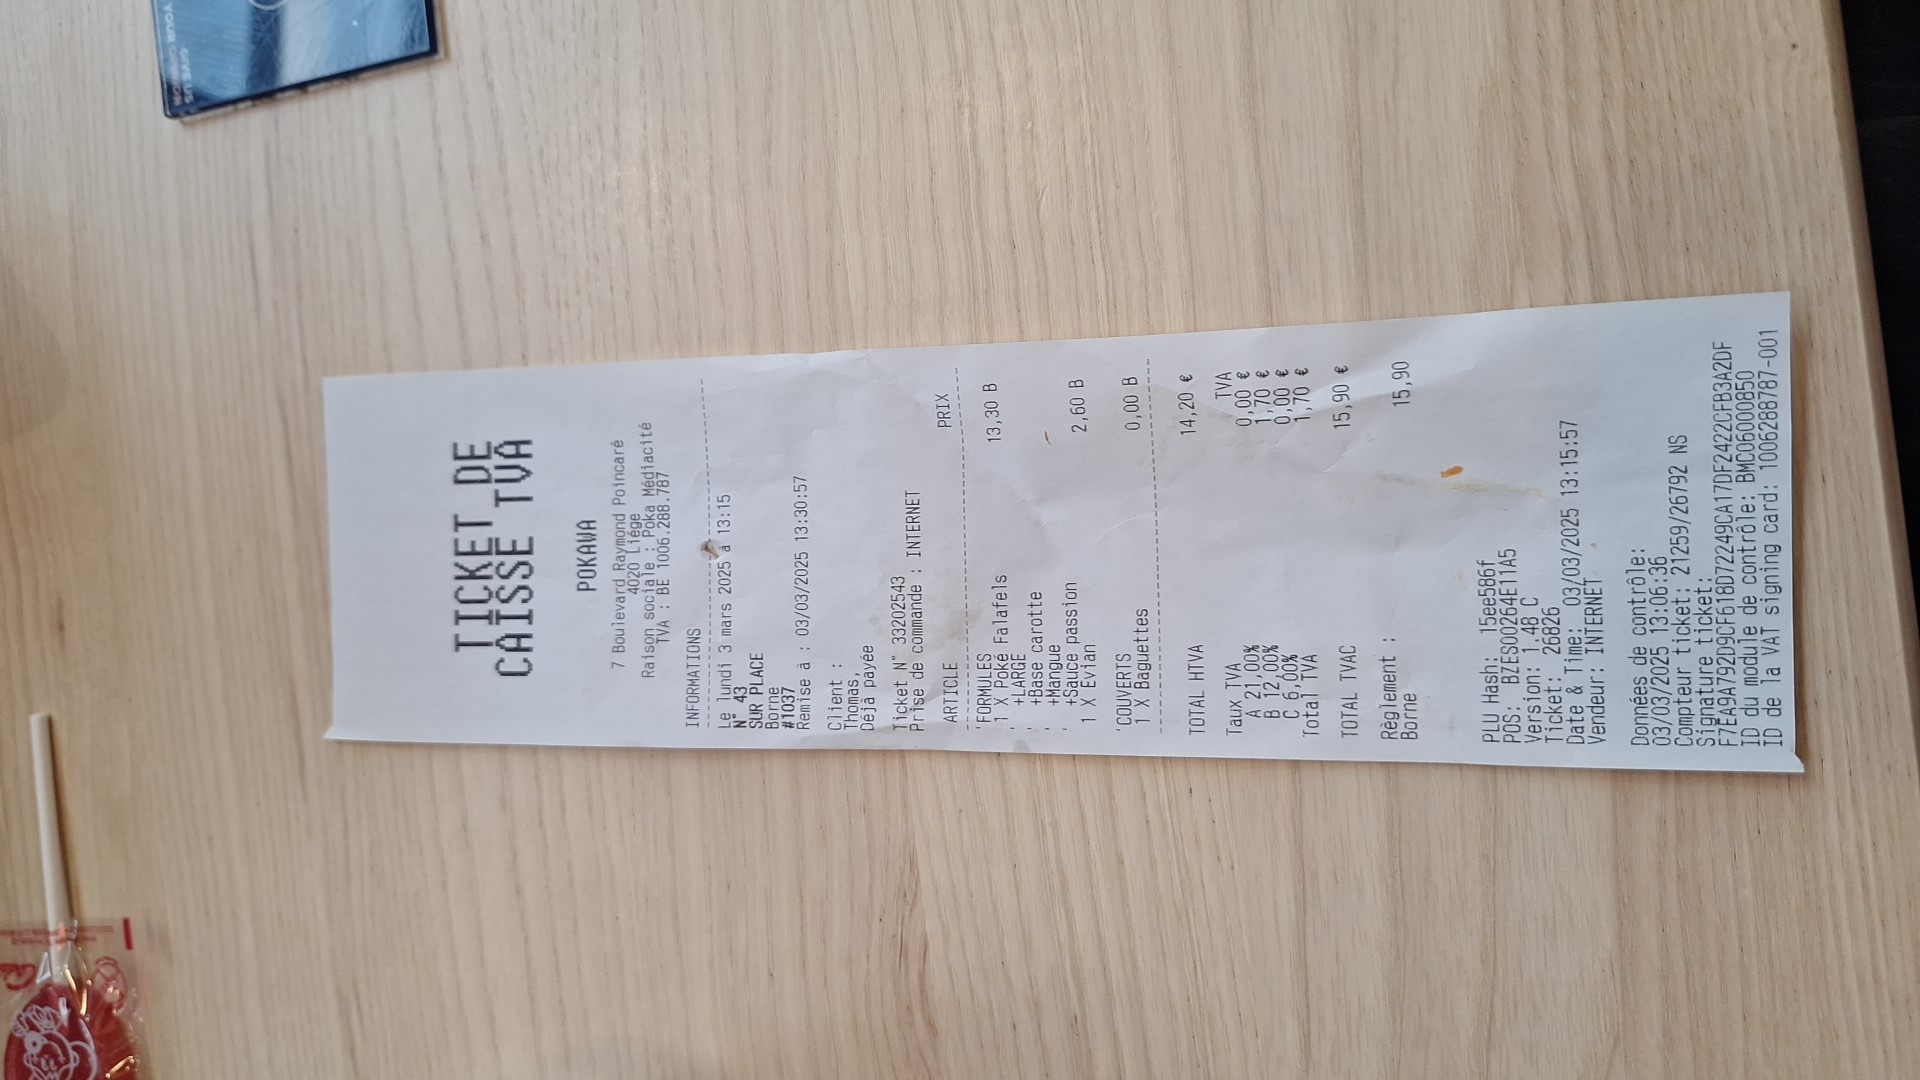 TICKET DE
CAISSE TVA
POKAWA
7 Boulevard Raymond Poincaré
4020 Liége
Raison sociale : Poka Médiacité
TVA : BE 1006.288.787
INFORMATIONS
Le lundi 3 mars 2025 à 13:15
N° 43
SUR PLACE
Borne
#1037
Remise à : 03/03/2025 13:30:57
Client :
Thomas,
Déjà payée
Ticket N° 33202543
Prise de commande : INTERNET
ARTICLE PRIX
'FORMULES
1 X Poké Falafels 13,30 B
' +LARGE
' +Base carotte
' +Mangue
' +Sauce passion
1 X Evian 2,60 B
'COUVERTS
1 X Baguettes 0,00 B
TOTAL HTVA 14,20 €
Taux TVA TVA
A 21,00% 0,00 €
B 12,00% 1,70 €
C 6,00% 0,00 €
Total TVA 1,70 €
TOTAL TVAC 15,90 €
Règlement :
Borne 15,90
PLU Hash: 15ee586f
POS: BZES00264E11A5
Version: 1.48 C
Ticket: 26826
Date & Time: 03/03/2025 13:15:57
Vendeur: INTERNET
Données de contrôle:
03/03/2025 13:06:36
Compteur ticket: 21259/26792 NS
Signature ticket:
F7EA9A792D9CF618D72249CA17DF2422CFB3A2DF
ID du module de contrôle: BMC06000850
ID de la VAT signing card: 1006288787-001
GIVE US
YOUR